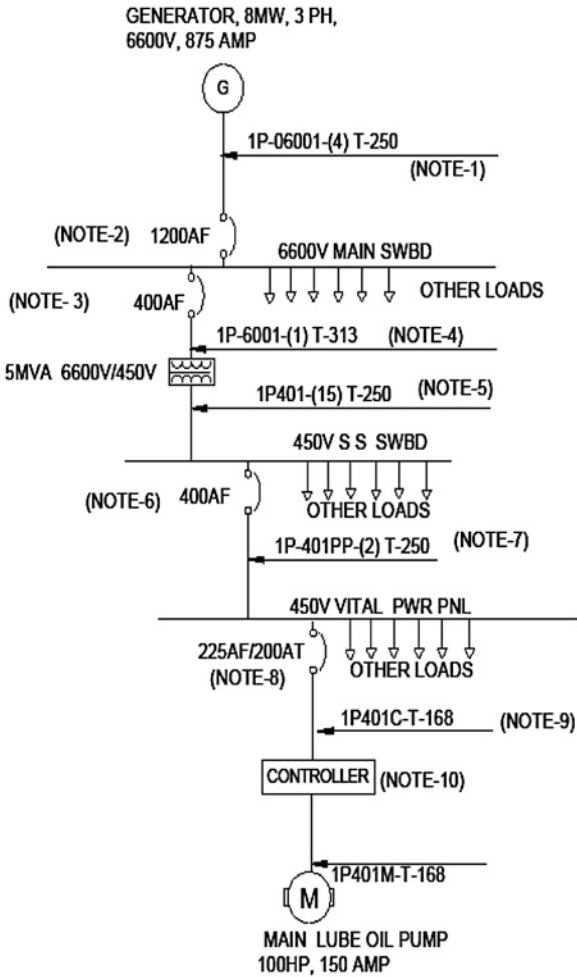 GENERATOR, 8MW, 3 PH,
6600V, 875 AMP
G
1P-06001-(4) T-250
(NOTE-1)
(NOTE-2) 1200AF
6600V MAIN SWBD
(NOTE- 3) 400AF
OTHER LOADS
1P-6001-(1) T-313 (NOTE-4)
5MVA 6600V/450V
1P401-(15) T-250 (NOTE-5)
450V S S SWBD
(NOTE-6) 400AF
OTHER LOADS
1P-401PP-(2) T-250 (NOTE-7)
450V VITAL PWR PNL
225AF/200AT
(NOTE-8)
OTHER LOADS
1P401C-T-168 (NOTE-9)
CONTROLLER (NOTE-10)
1P401M-T-168
M
MAIN LUBE OIL PUMP
100HP, 150 AMP